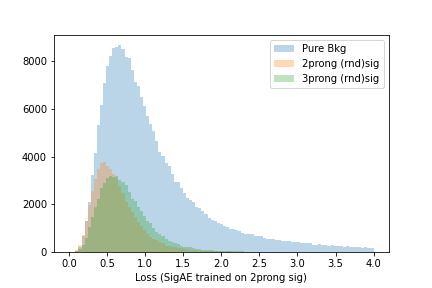 Pure Bkg
2prong (rnd)sig
3prong (rnd)sig
8000
6000
4000
2000
0
0.0 0.5 1.0 1.5 2.0 2.5 3.0 3.5 4.0
Loss (SigAE trained on 2prong sig)